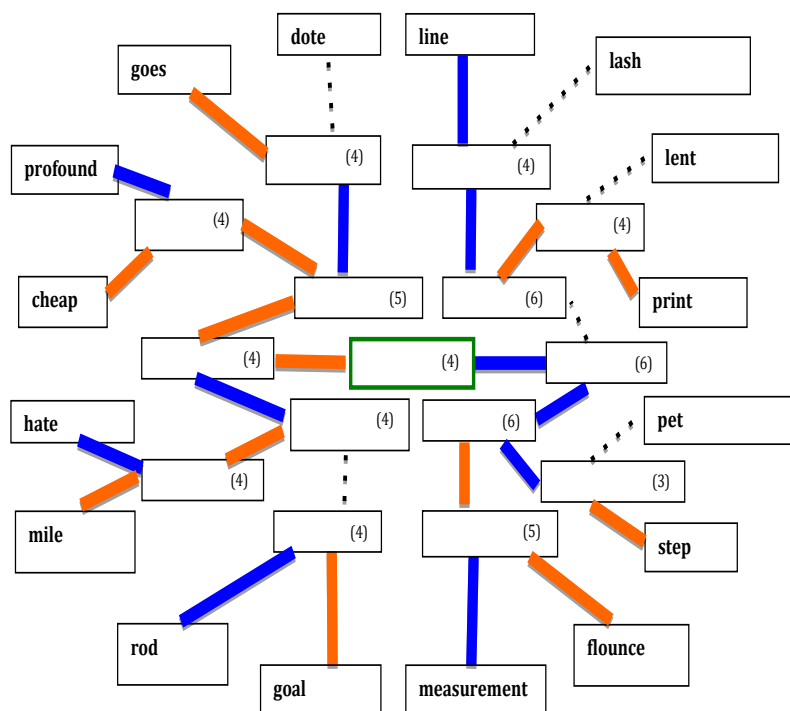 dote
line
goes
lash
(4)
(4)
profound
lent
(4)
(4)
cheap
(5)
(6)
print
(4)
(4)
(6)
hate
(4)
(6)
pet
(4)
(3)
mile
(4)
(5)
step
rod
goal
measurement
flounce